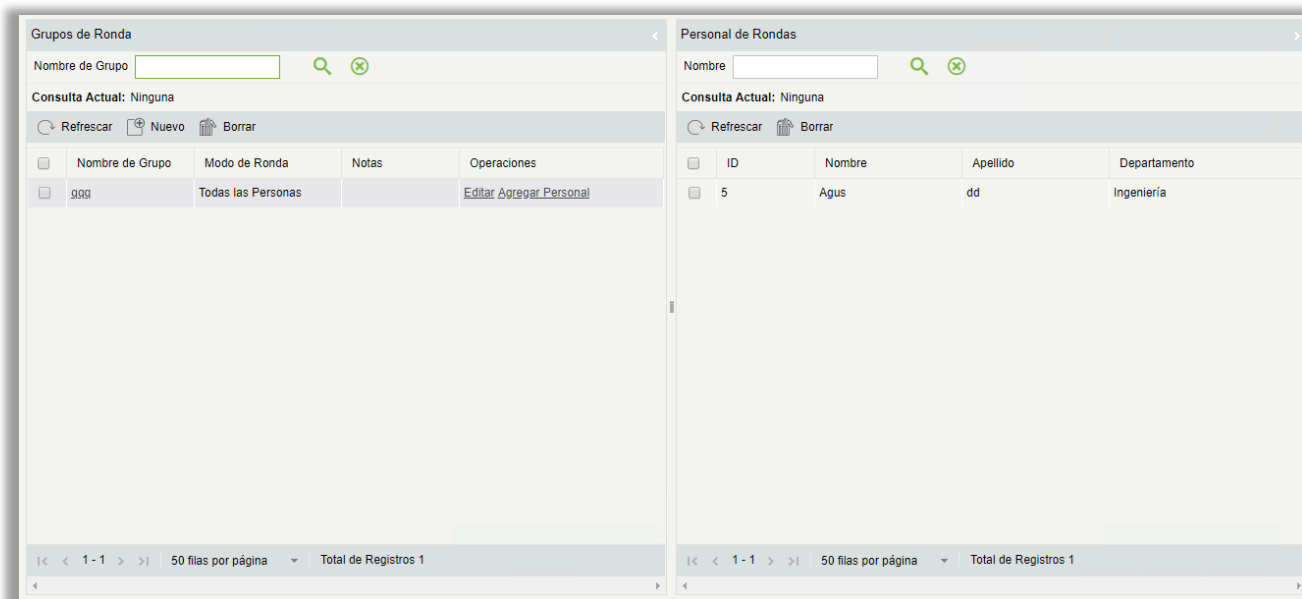 Grupos de Ronda
Nombre de Grupo
Consulta Actual: Ninguna
Refrescar Nuevo Borrar
Nombre de Grupo Modo de Ronda Notas Operaciones
qqq Todas las Personas Editar Agregar Personal
1 - 1 50 filas por página Total de Registros 1
Personal de Rondas
Nombre
Consulta Actual: Ninguna
Refrescar Borrar
ID Nombre Apellido Departamento
5 Agus dd Ingeniería
1 - 1 50 filas por página Total de Registros 1